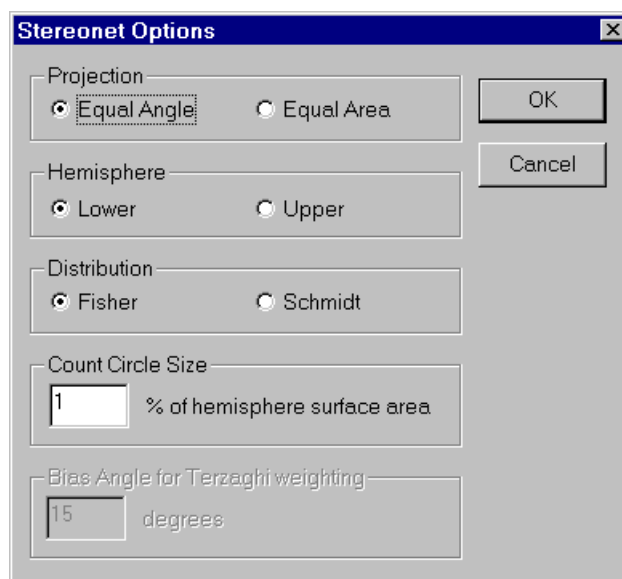 Stereonet Options
Projection
Equal Angle
Equal Area
OK
Cancel
Hemisphere
Lower
Upper
Distribution
Fisher
Schmidt
Count Circle Size
1 % of hemisphere surface area
Bias Angle for Terzaghi weighting
15 degrees